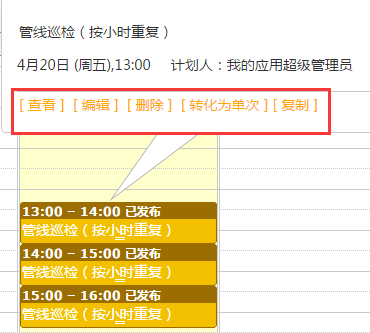 管线巡检（按小时重复）
4月20日 (周五),13:00 计划人：我的应用超级管理员
[ 查看 ] [ 编辑 ] [ 删除 ] [ 转化为单次 ] [ 复制 ]
13:00 – 14:00 已发布
管线巡检（按小时重复）
14:00 – 15:00 已发布
管线巡检（按小时重复）
15:00 – 16:00 已发布
管线巡检（按小时重复）